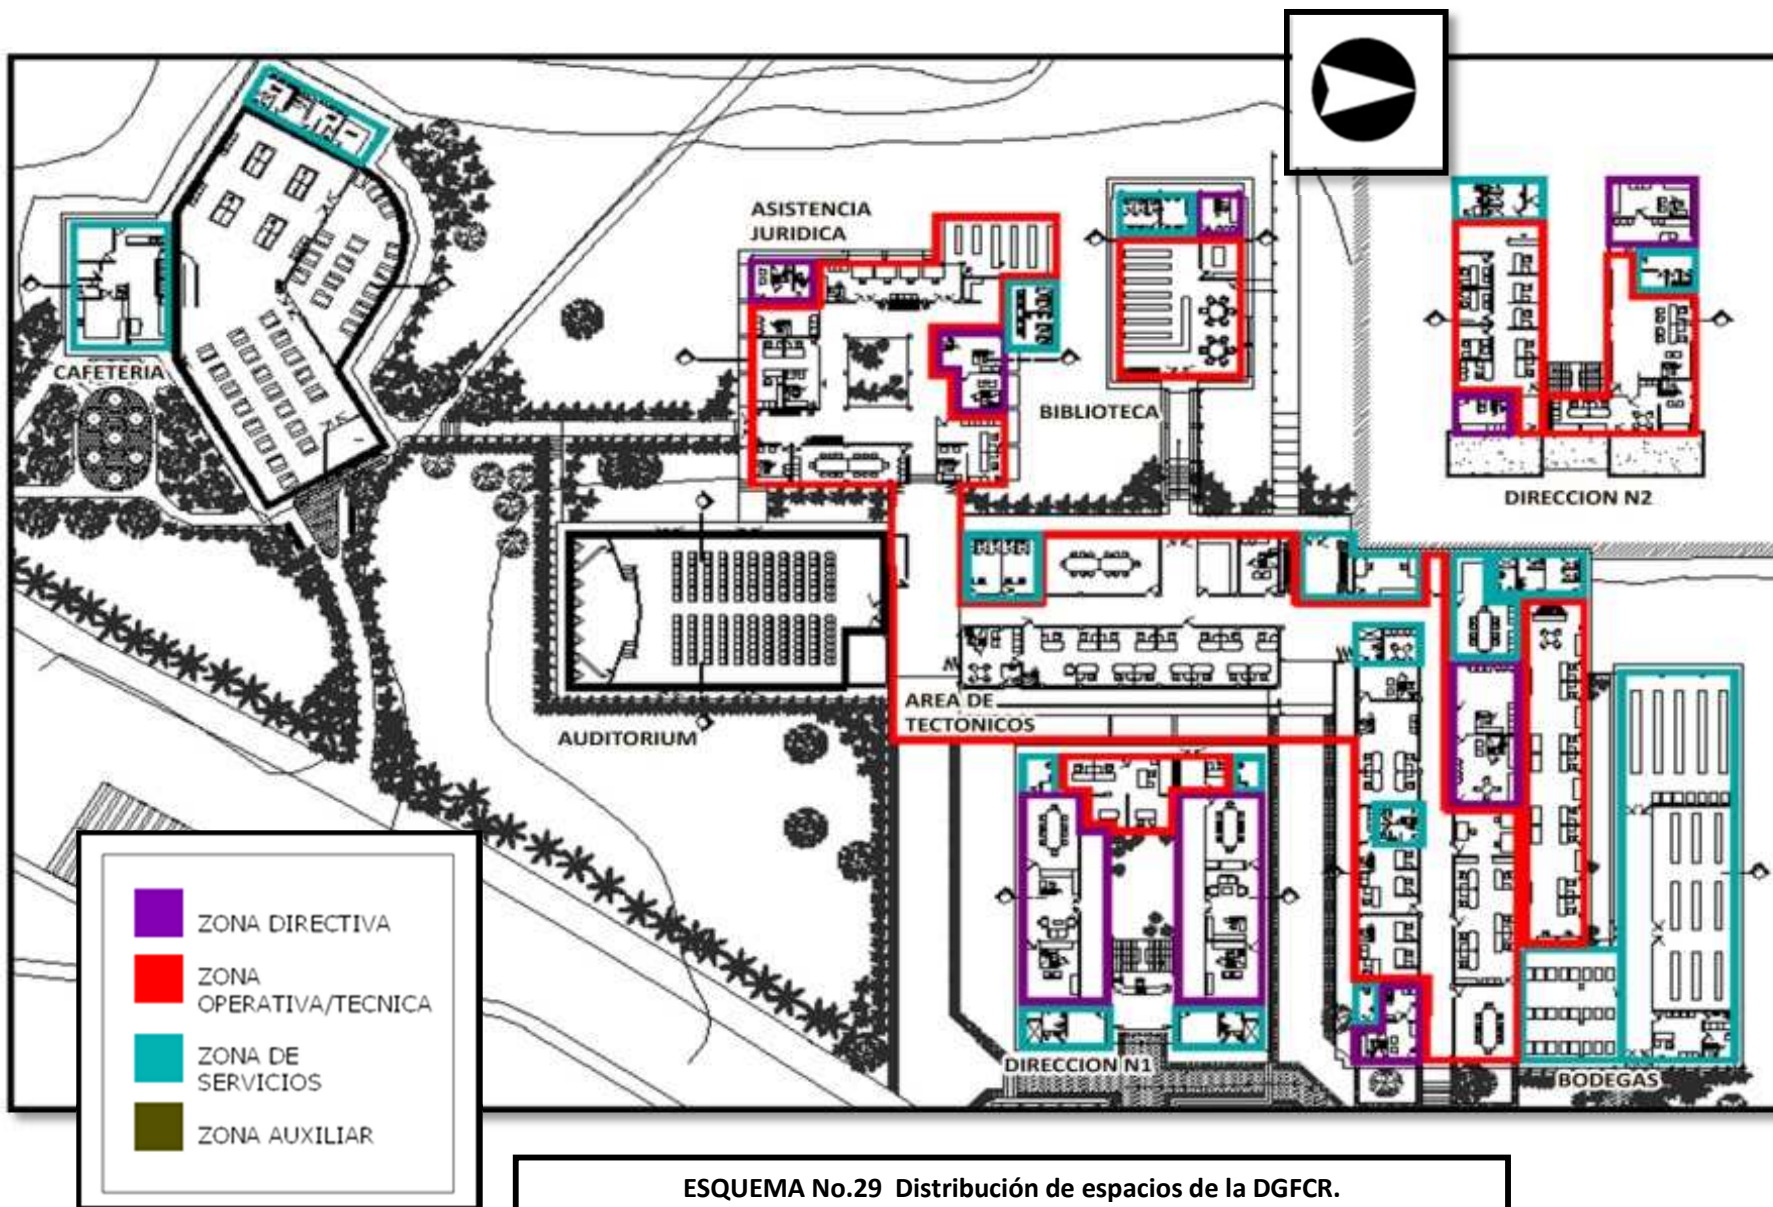 ASISTENCIA
JURIDICA
CAFETERIA
BIBLIOTECA
DIRECCION N2
AREA DE
TECTONICOS
AUDITORIUM
DIRECCION N1
BODEGAS
ZONA DIRECTIVA
ZONA
OPERATIVA/TECNICA
ZONA DE
SERVICIOS
ZONA AUXILIAR
ESQUEMA No.29 Distribución de espacios de la DGFCR.